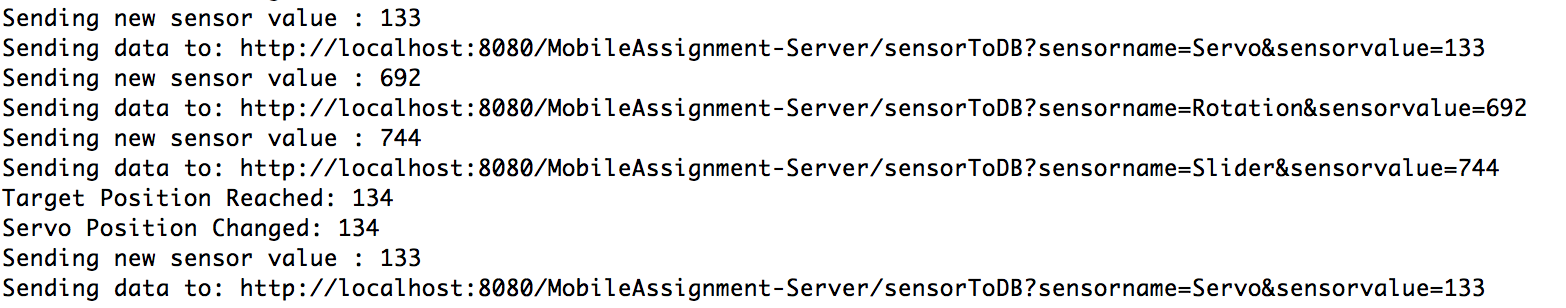 Sending new sensor value : 133
Sending data to: http://localhost:8080/MobileAssignment-Server/sensorToDB?sensorname=Servo&sensorvalue=133
Sending new sensor value : 692
Sending data to: http://localhost:8080/MobileAssignment-Server/sensorToDB?sensorname=Rotation&sensorvalue=692
Sending new sensor value : 744
Sending data to: http://localhost:8080/MobileAssignment-Server/sensorToDB?sensorname=Slider&sensorvalue=744
Target Position Reached: 134
Servo Position Changed: 134
Sending new sensor value : 133
Sending data to: http://localhost:8080/MobileAssignment-Server/sensorToDB?sensorname=Servo&sensorvalue=133